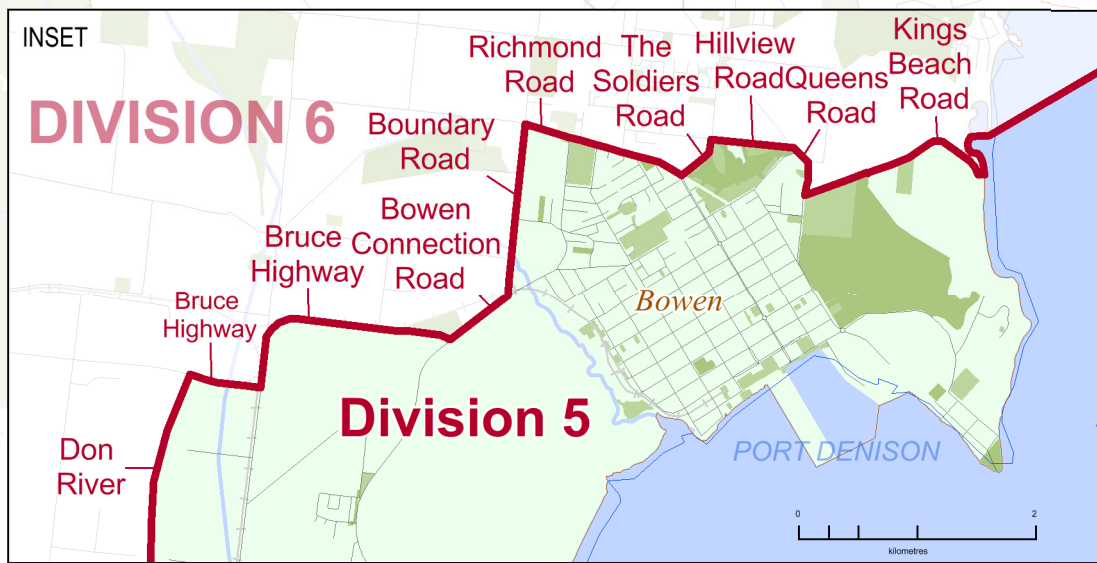 INSET
DIVISION 6
Richmond
Road
The
Soldiers
Road
Hillview
Road
Queens
Road
Kings
Beach
Road
Boundary
Road
Bowen
Connection
Road
Bruce
Highway
Bruce
Highway
Bowen
Division 5
Don
River
PORT DENISON
0 2
kilometres